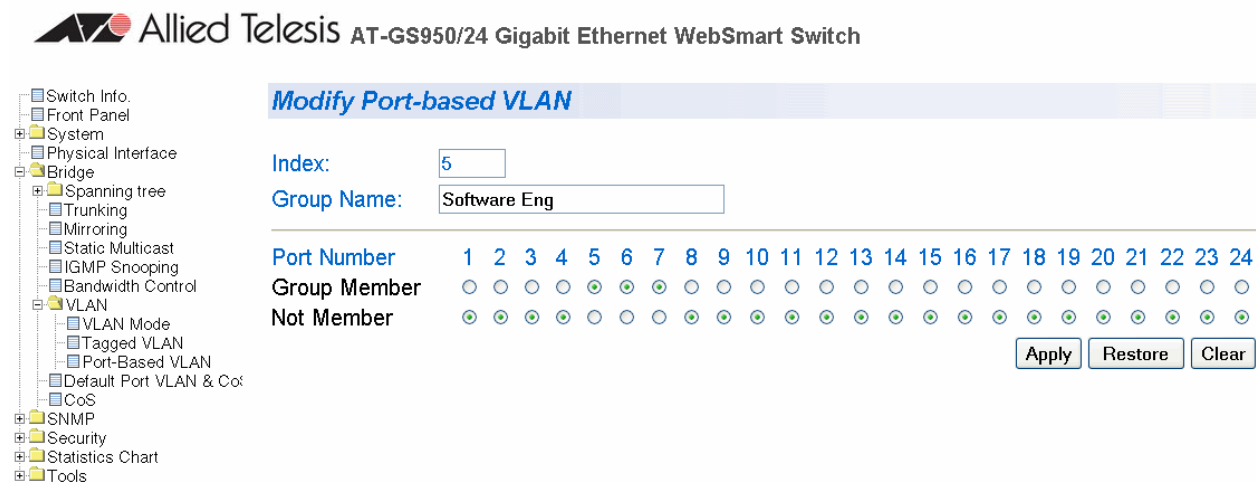 Allied Telesis AT-GS950/24 Gigabit Ethernet WebSmart Switch
Switch Info.
Front Panel
System
Physical Interface
Bridge
Spanning tree
Trunking
Mirroring
Static Multicast
IGMP Snooping
Bandwidth Control
VLAN
VLAN Mode
Tagged VLAN
Port-Based VLAN
Default Port VLAN & CoS
CoS
SNMP
Security
Statistics Chart
Tools
Modify Port-based VLAN
Index: 5
Group Name: Software Eng
Port Number 1 2 3 4 5 6 7 8 9 10 11 12 13 14 15 16 17 18 19 20 21 22 23 24
Group Member
Not Member
Apply Restore Clear